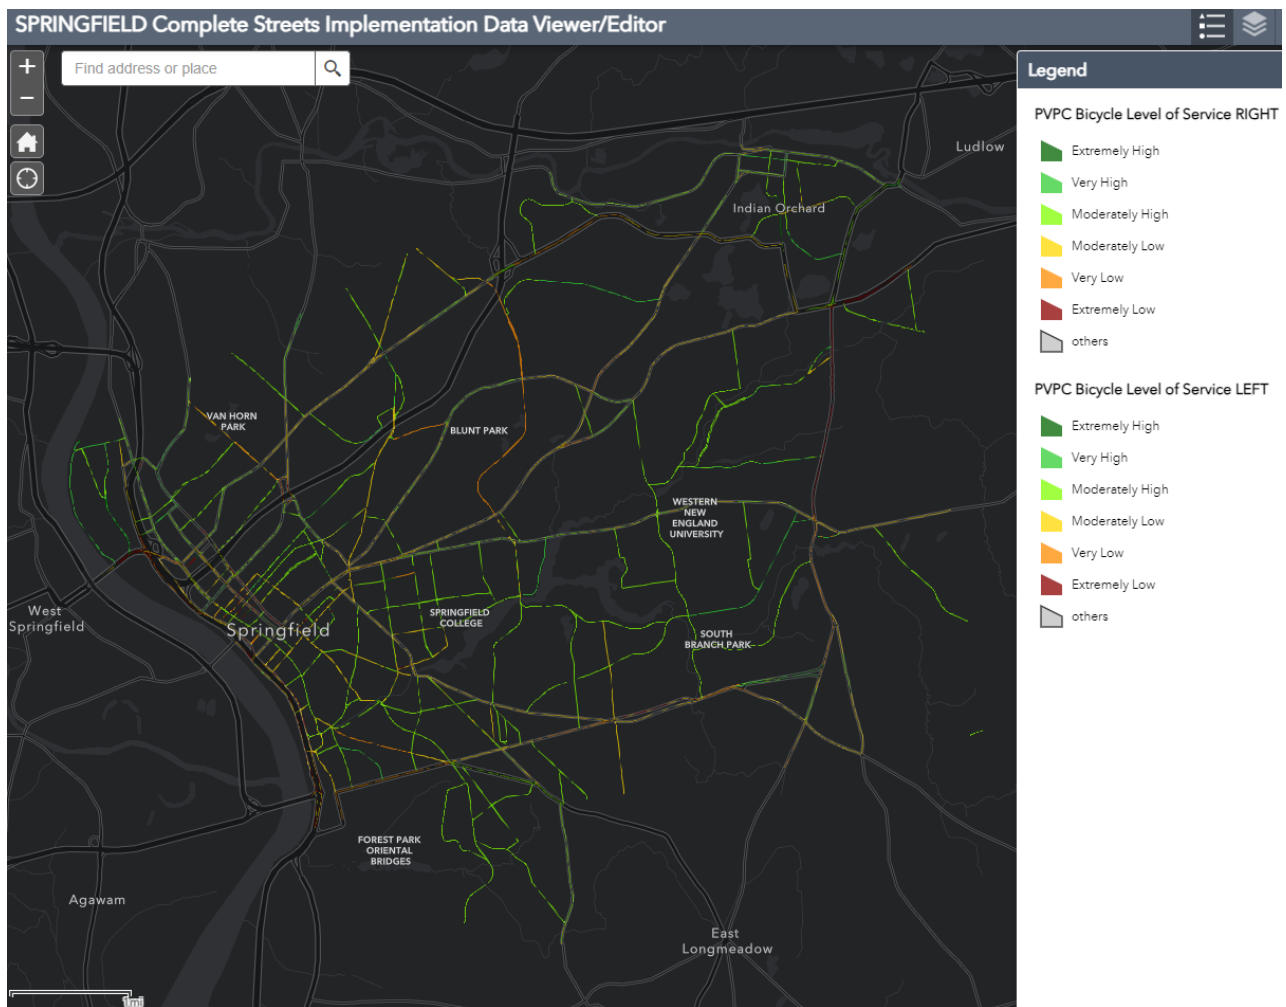 SPRINGFIELD Complete Streets Implementation Data Viewer/Editor
+
Find address or place
−
Legend
PVPC Bicycle Level of Service RIGHT
Extremely High
Very High
Moderately High
Moderately Low
Very Low
Extremely Low
others
PVPC Bicycle Level of Service LEFT
Extremely High
Very High
Moderately High
Moderately Low
Very Low
Extremely Low
others
Ludlow
Indian Orchard
VAN HORN
PARK
BLUNT PARK
WESTERN
NEW
ENGLAND
UNIVERSITY
West
Springfield
Springfield
SPRINGFIELD
COLLEGE
SOUTH
BRANCH PARK
FOREST PARK
ORIENTAL
BRIDGES
Agawam
East
Longmeadow
1mi